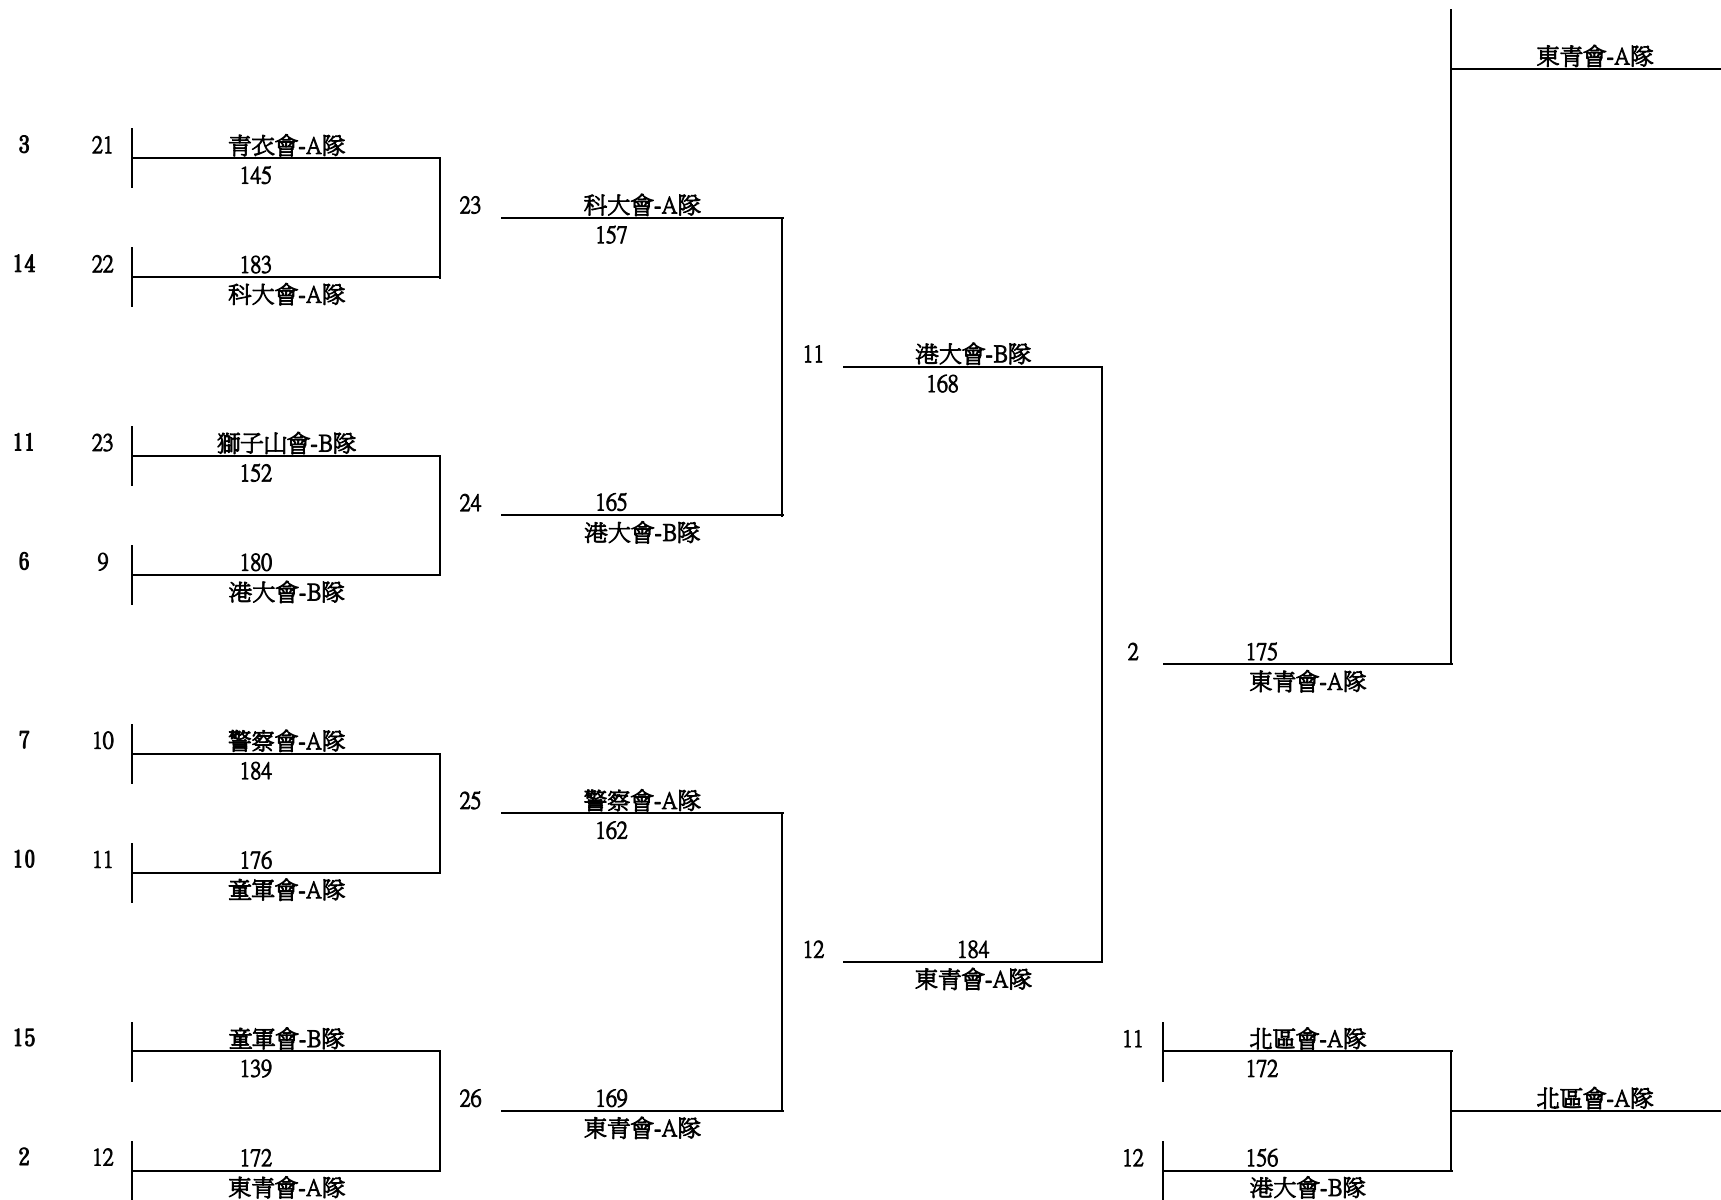 東青會-A隊
3 21 青衣會-A隊
145
23 科大會-A隊
157
14 22 183
科大會-A隊
11 港大會-B隊
168
11 23 獅子山會-B隊
152
24 165
港大會-B隊
6 9 180
港大會-B隊
2 175
東青會-A隊
7 10 警察會-A隊
184
25 警察會-A隊
162
10 11 176
童軍會-A隊
12 184
東青會-A隊
15 童軍會-B隊
139
11 北區會-A隊
172
26 169
東青會-A隊
北區會-A隊
2 12 172
東青會-A隊
12 156
港大會-B隊